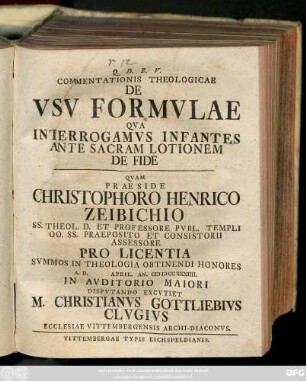 Q. D. B. V.
COMMENTATIONIS THEOLOGICAE
DE
VSV FORMVLAE
QVA
INTERROGAMVS INFANTES
ANTE SACRAM LOTIONEM
DE FIDE
QVAM
PRAESIDE
CHRISTOPHORO HENRICO
ZEIBICHIO
SS. THEOL. D. ET PROFESSORE PVBL. TEMPLI
OO. SS. PRAEPOSITO ET CONSISTORII
ASSESSORE
PRO LICENTIA
SVMMOS IN THEOLOGIA OBTINENDI HONORES
A. D. APRIL. AN.
IN AVDITORIO MAIORI
DISPVTANDO EXCVTIET
M. CHRISTIANVS GOTTLIEBIVS
CLVGIVS
ECCLESIAE VITTEMBERGENSIS ARCHI-DIACONVS.
VITTEMBERGAE TYPIS EICHSFELDIANIS.